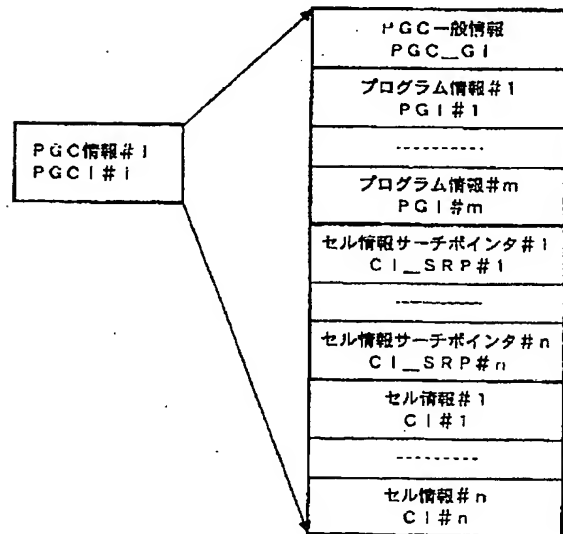 PGC情報#i
PGCI#i
PGC一般情報
PGC_GI
プログラム情報#1
PGI#1
---------
プログラム情報#m
PGI#m
セル情報サーチポインタ#1
CI_SRP#1
---------
セル情報サーチポインタ#n
CI_SRP#n
セル情報#1
CI#1
---------
セル情報#n
CI#n